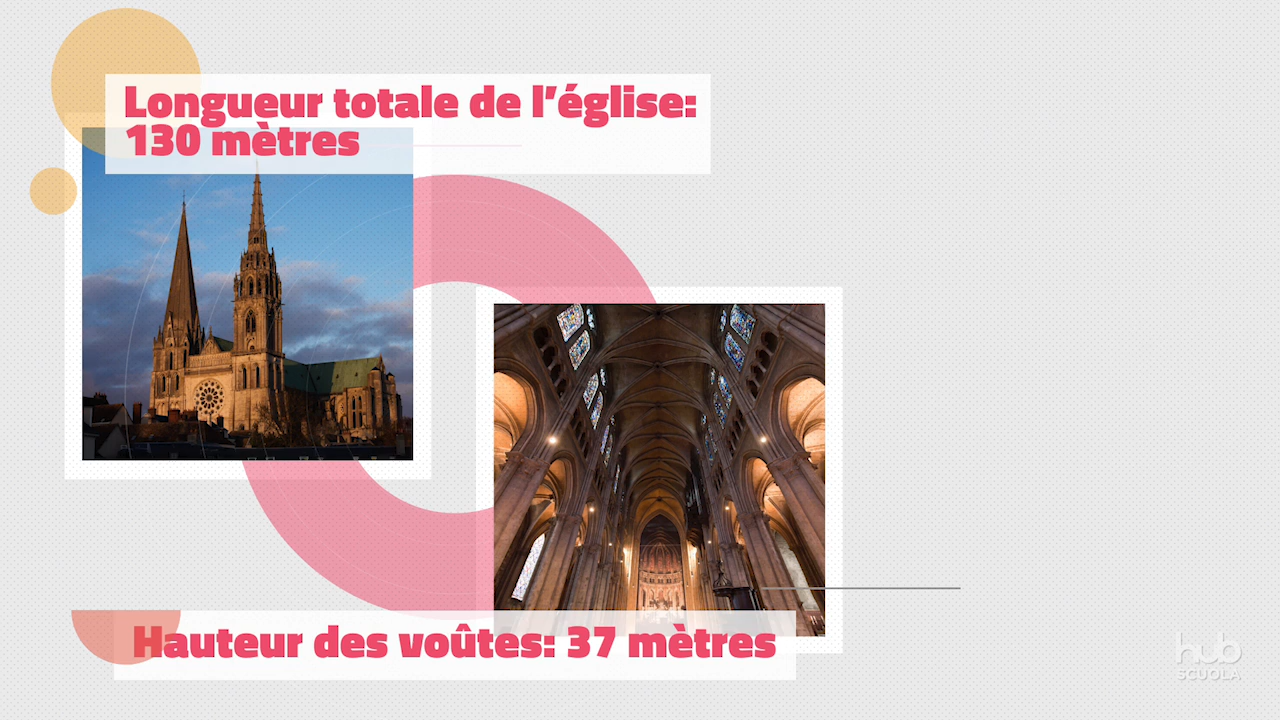 Longueur totale de l'église:
130 mètres
Hauteur des voûtes: 37 mètres
hub
SCUOLA